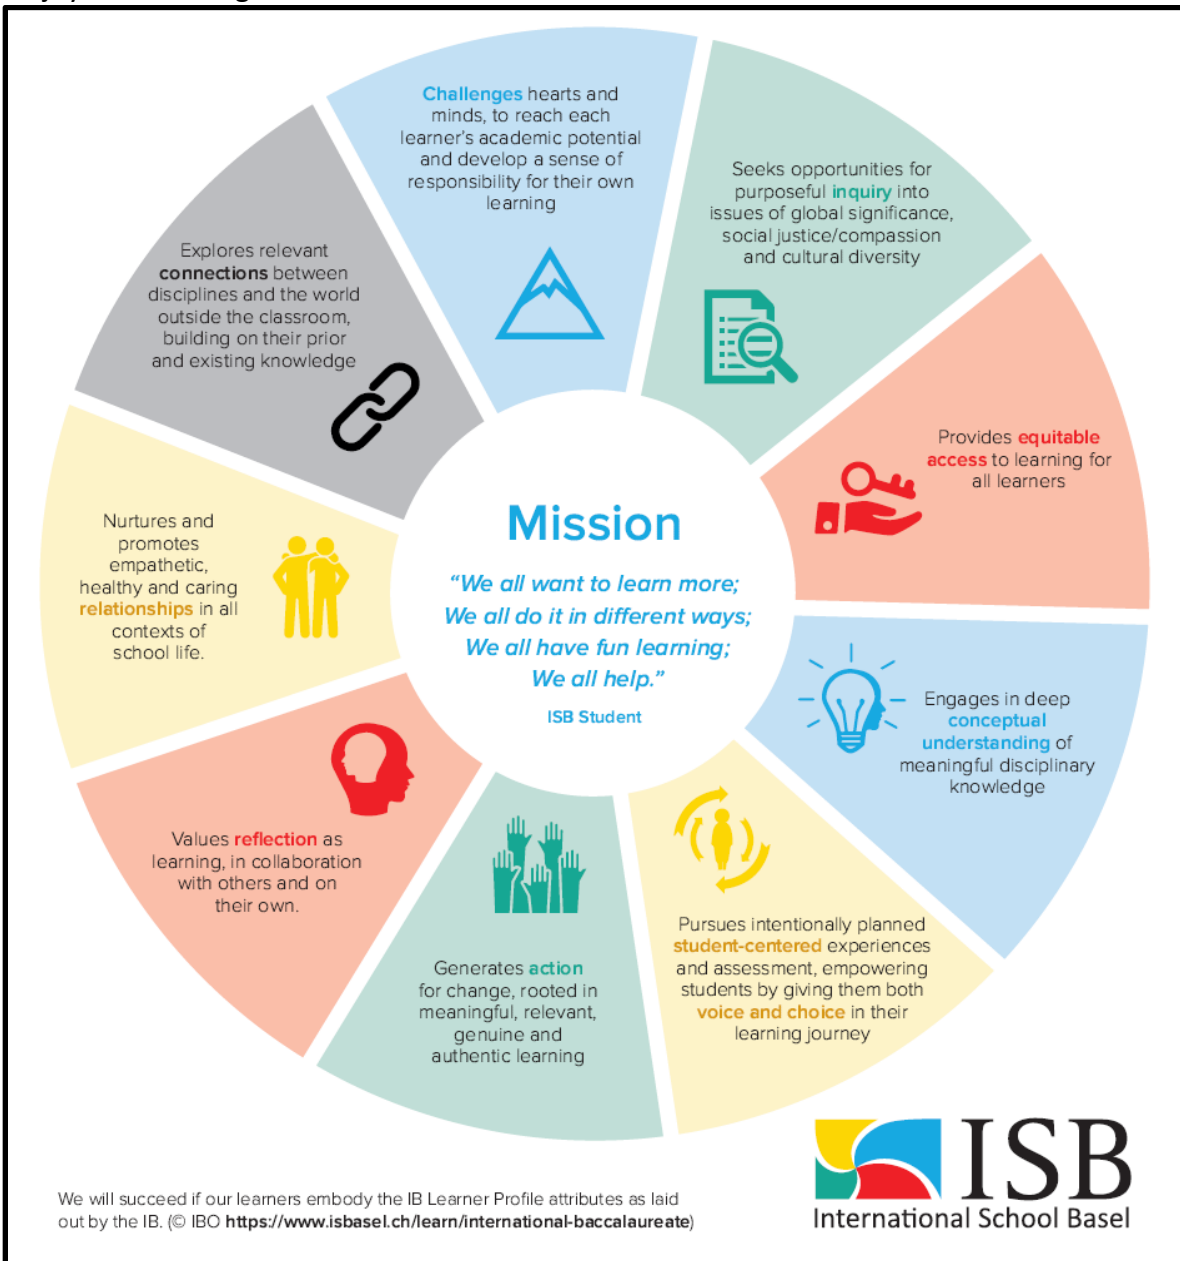 Challenges hearts and
minds, to reach each
learner's academic potential
and develop a sense of
responsibility for their own
learning
Seeks opportunities for
purposeful inquiry into
issues of global significance,
social justice/compassion
and cultural diversity
Provides equitable
access to learning for
all learners
Engages in deep
conceptual
understanding of
meaningful disciplinary
knowledge
Pursues intentionally planned
student-centered experiences
and assessment, empowering
students by giving them both
voice and choice in their
learning journey
Generates action
for change, rooted in
meaningful, relevant,
genuine and
authentic learning
Values reflection as
learning, in collaboration
with others and on
their own.
Nurtures and
promotes
empathetic,
healthy and caring
relationships in all
contexts of
school life.
Explores relevant
connections between
disciplines and the world
outside the classroom,
building on their prior
and existing knowledge
Mission
"We all want to learn more;
We all do it in different ways;
We all have fun learning;
We all help."
ISB Student
We will succeed if our learners embody the IB Learner Profile attributes as laid
out by the IB. (© IBO https://www.isbasel.ch/learn/international-baccalaureate)
ISB
International School Basel